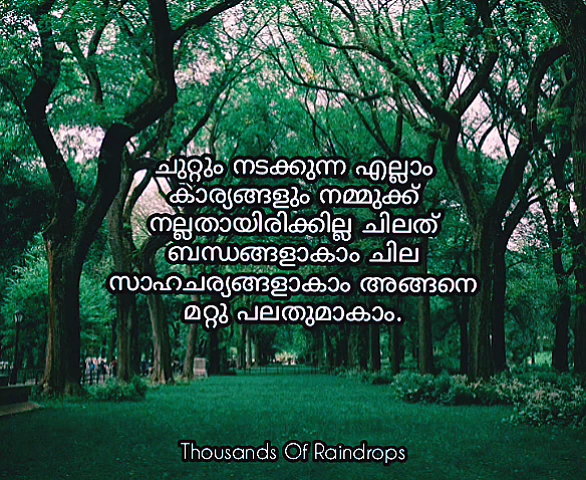 ചുറ്റും നടക്കുന്ന എല്ലാം
കാര്യങ്ങളും നമ്മുക്ക്
നല്ലതായിരിക്കില്ല ചിലത്
ബന്ധങ്ങളാകാം ചില
സാഹചര്യങ്ങളാകാം അങ്ങനെ
മറ്റു പലതുമാകാം.
Thousands Of Raindrops